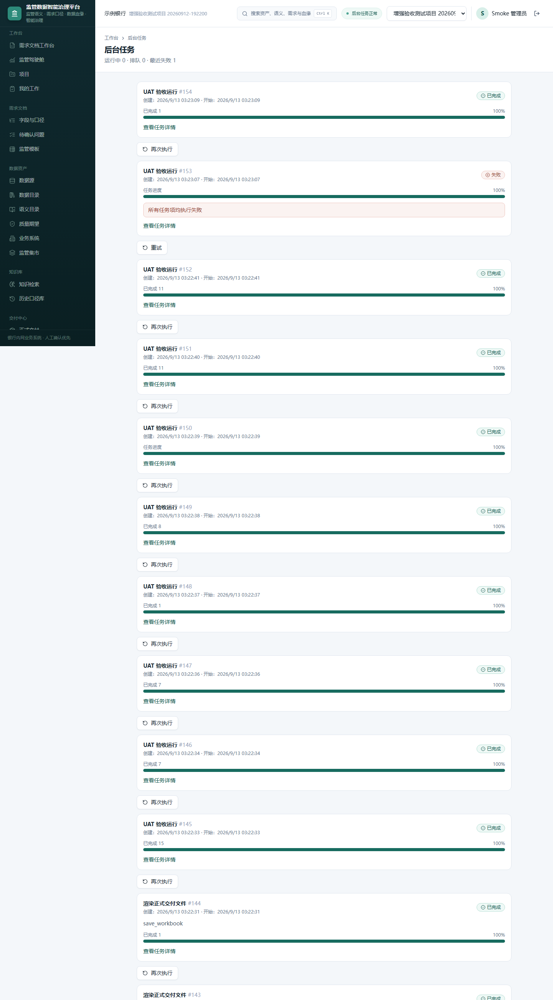 监管数据智能治理平台
监管语义 · 需求口径 · 数据血缘 ·
智能治理
工作台
需求文档工作台
监管驾驶舱
项目
我的工作
需求文档
字段与口径
待确认问题
监管模板
数据资产
数据源
数据目录
语义目录
质量期望
业务系统
监管集市
知识库
知识检索
历史口径库
交付中心
正式交付
银行内网业务系统 · 人工确认优先
示例银行 增强验收测试项目 20260912-192200
搜索资产、语义、需求与血缘 Ctrl K
后台任务正常
增强验收测试项目 202609
S Smoke 管理员
工作台 > 后台任务
后台任务
运行中 0 · 排队 0 · 最近失败 1
UAT 验收运行 #154
已完成
创建：2026/9/13 03:23:09 · 开始：2026/9/13 03:23:09
已完成 1 100%
查看任务详情
再次执行
UAT 验收运行 #153
失败
创建：2026/9/13 03:23:07 · 开始：2026/9/13 03:23:07
任务进度 100%
所有任务项均执行失败
查看任务详情
重试
UAT 验收运行 #152
已完成
创建：2026/9/13 03:22:41 · 开始：2026/9/13 03:22:41
已完成 11 100%
查看任务详情
再次执行
UAT 验收运行 #151
已完成
创建：2026/9/13 03:22:40 · 开始：2026/9/13 03:22:40
已完成 11 100%
查看任务详情
再次执行
UAT 验收运行 #150
已完成
创建：2026/9/13 03:22:39 · 开始：2026/9/13 03:22:39
任务进度 100%
查看任务详情
再次执行
UAT 验收运行 #149
已完成
创建：2026/9/13 03:22:38 · 开始：2026/9/13 03:22:38
已完成 8 100%
查看任务详情
再次执行
UAT 验收运行 #148
已完成
创建：2026/9/13 03:22:37 · 开始：2026/9/13 03:22:37
已完成 1 100%
查看任务详情
再次执行
UAT 验收运行 #147
已完成
创建：2026/9/13 03:22:36 · 开始：2026/9/13 03:22:36
已完成 7 100%
查看任务详情
再次执行
UAT 验收运行 #146
已完成
创建：2026/9/13 03:22:34 · 开始：2026/9/13 03:22:34
已完成 7 100%
查看任务详情
再次执行
UAT 验收运行 #145
已完成
创建：2026/9/13 03:22:33 · 开始：2026/9/13 03:22:33
已完成 15 100%
查看任务详情
再次执行
渲染正式交付文件 #144
已完成
创建：2026/9/13 03:22:31 · 开始：2026/9/13 03:22:31
save_workbook
已完成 1 100%
查看任务详情
再次执行
渲染正式交付文件 #143
已完成